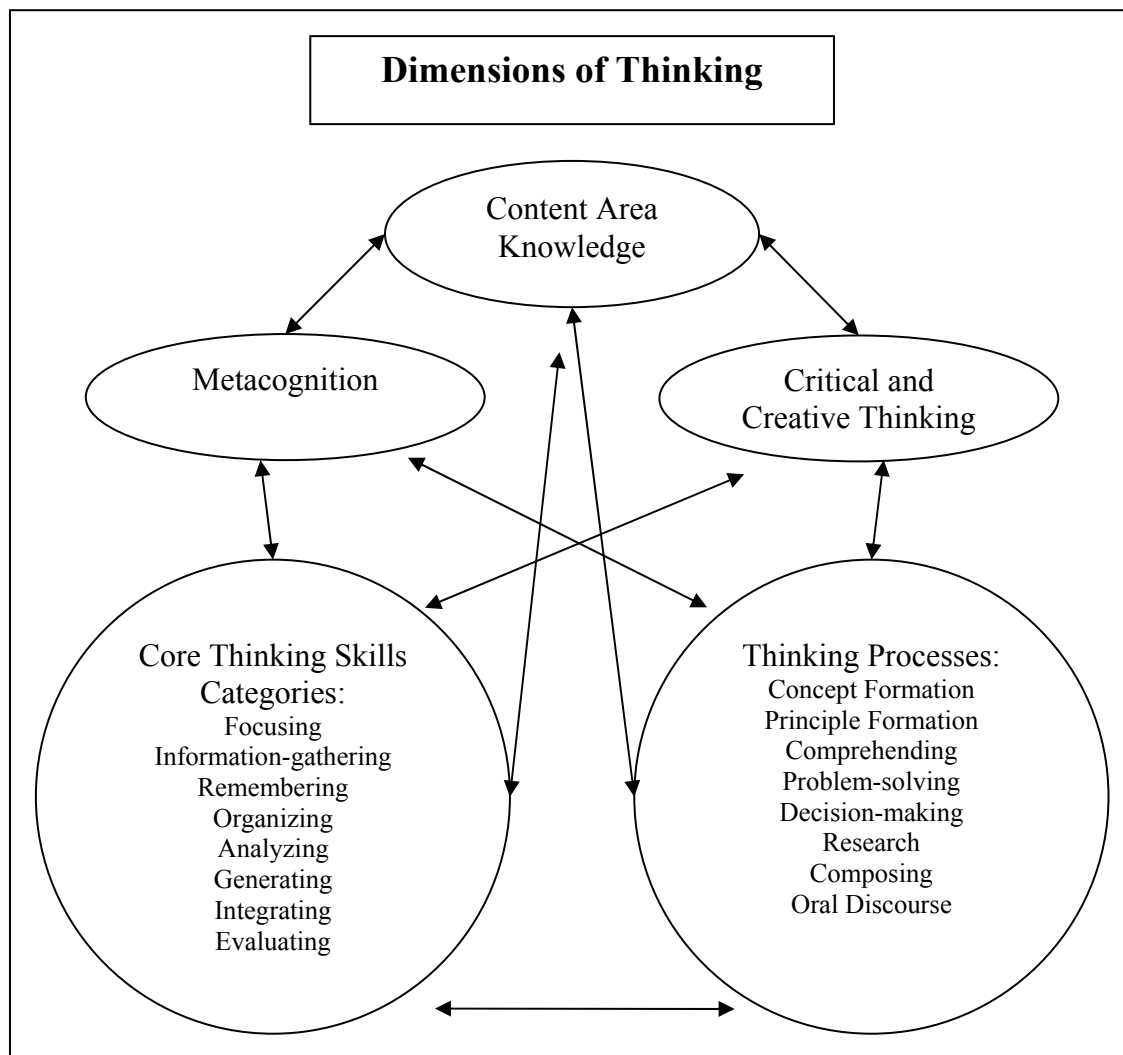 Dimensions of Thinking
Content Area
Knowledge
Metacognition
Critical and
Creative Thinking
Core Thinking Skills
Categories:
Focusing
Information-gathering
Remembering
Organizing
Analyzing
Generating
Integrating
Evaluating
Thinking Processes:
Concept Formation
Principle Formation
Comprehending
Problem-solving
Decision-making
Research
Composing
Oral Discourse